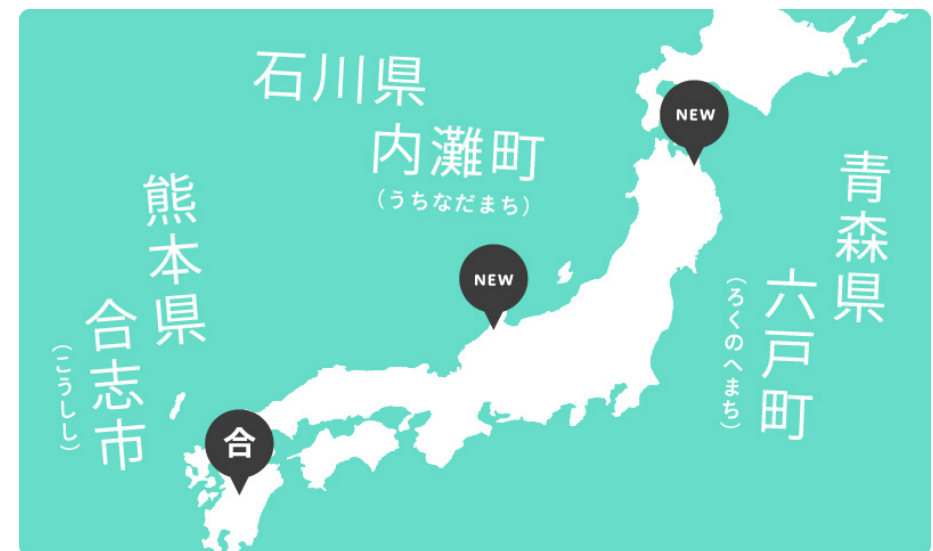 石川県
内灘町
（うちなだまち）
NEW
青森県
六戸町
（ろくのへまち）
NEW
熊本県
合志市
（こうしし）
合